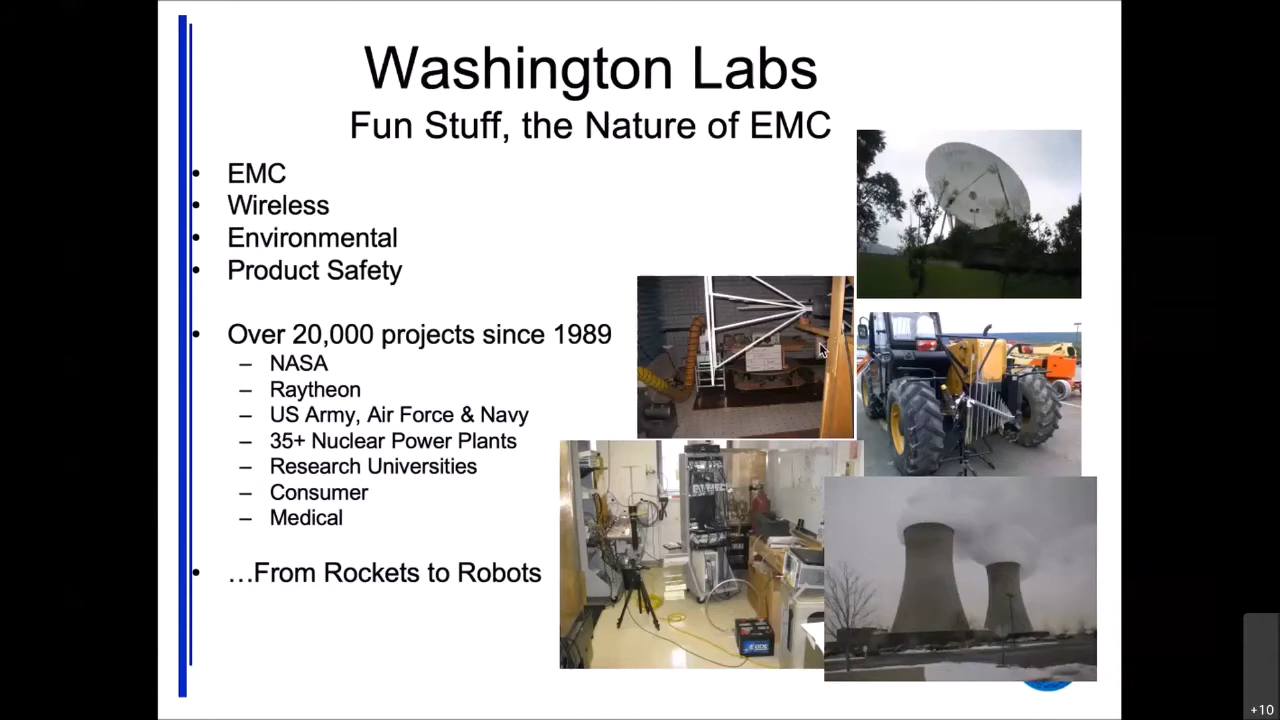 Washington Labs
Fun Stuff, the Nature of EMC
• EMC
• Wireless
• Environmental
• Product Safety
• Over 20,000 projects since 1989
– NASA
– Raytheon
– US Army, Air Force & Navy
– 35+ Nuclear Power Plants
– Research Universities
– Consumer
– Medical
• …From Rockets to Robots
+10